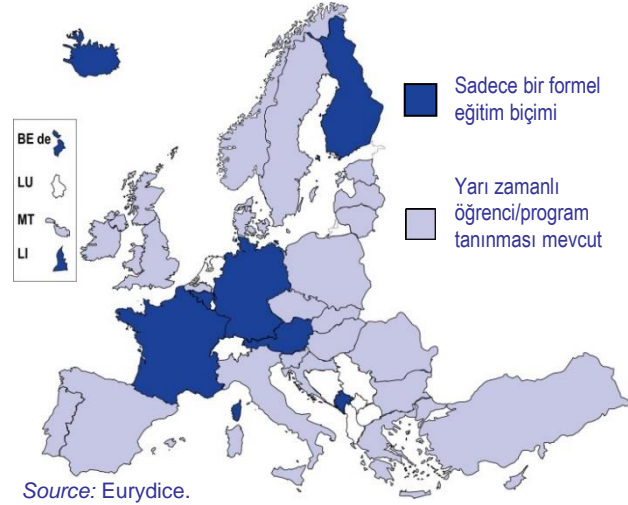 Sadece bir formel
eğitim biçimi
BE de
LU
MT
LI
Yarı zamanlı
öğrenci/program
tanınması mevcut
Source: Eurydice.